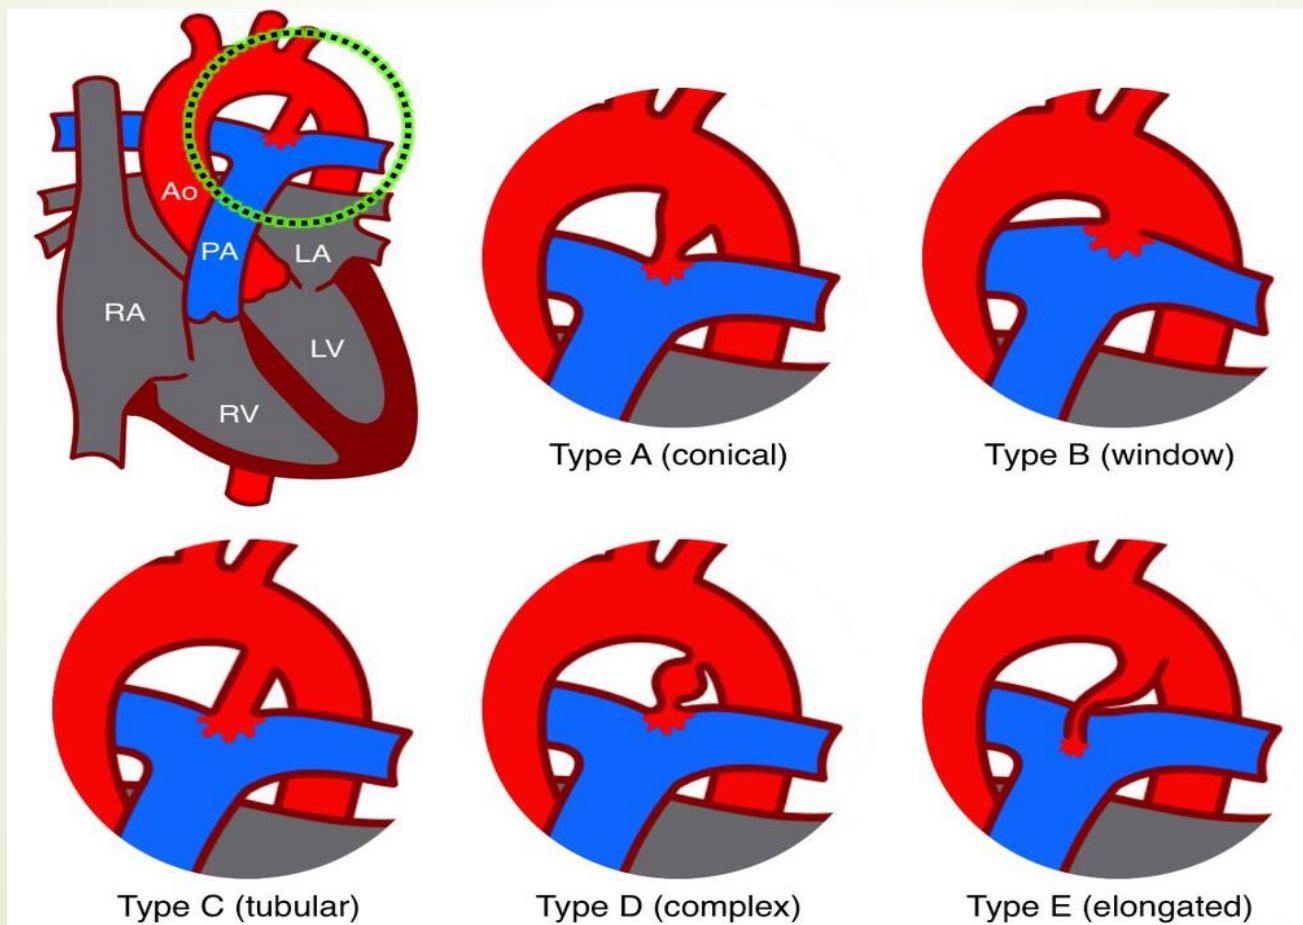 Ao
PA
LA
RA
LV
RV
Type A (conical)
Type B (window)
Type C (tubular)
Type D (complex)
Type E (elongated)